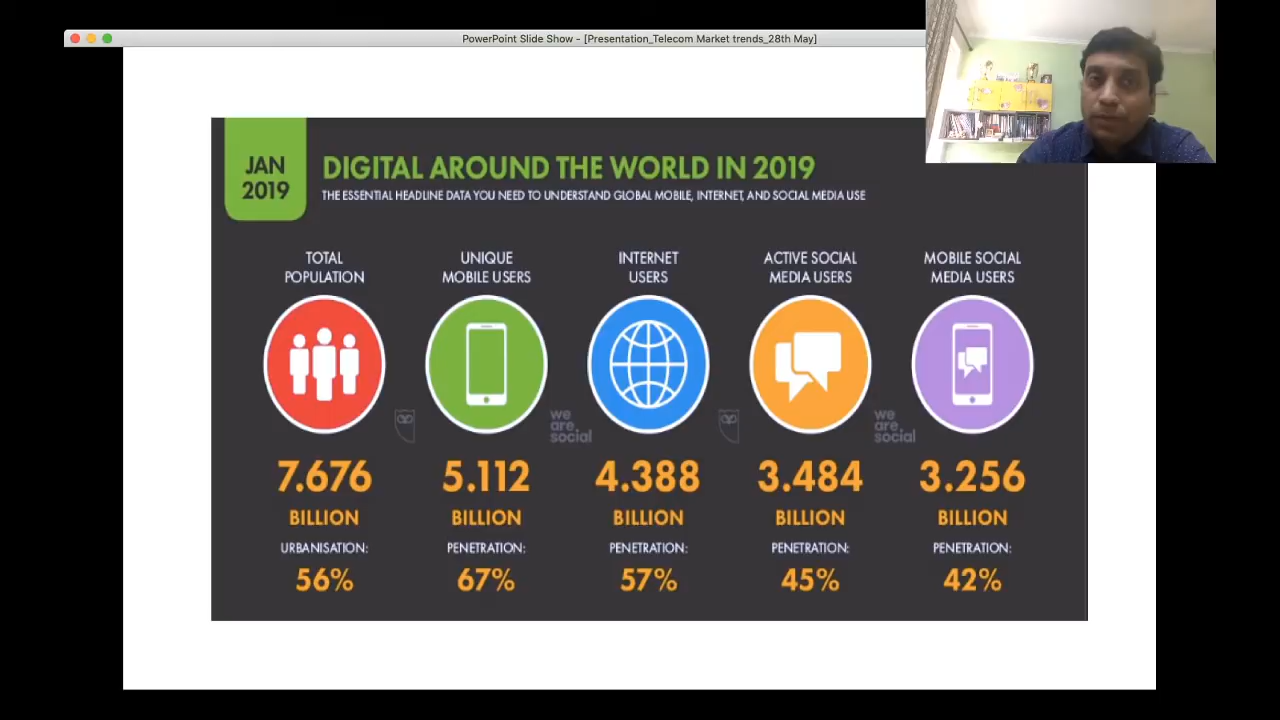 PowerPoint Slide Show - [Presentation_Telecom Market trends_28th May]
JAN
2019
DIGITAL AROUND THE WORLD IN 2019
THE ESSENTIAL HEADLINE DATA YOU NEED TO UNDERSTAND GLOBAL MOBILE, INTERNET, AND SOCIAL MEDIA USE
TOTAL
POPULATION
7.676
BILLION
URBANISATION:
56%
UNIQUE
MOBILE USERS
5.112
BILLION
PENETRATION:
67%
INTERNET
USERS
4.388
BILLION
PENETRATION:
57%
ACTIVE SOCIAL
MEDIA USERS
3.484
BILLION
PENETRATION:
45%
MOBILE SOCIAL
MEDIA USERS
3.256
BILLION
PENETRATION:
42%
we
are
social
we
are
social